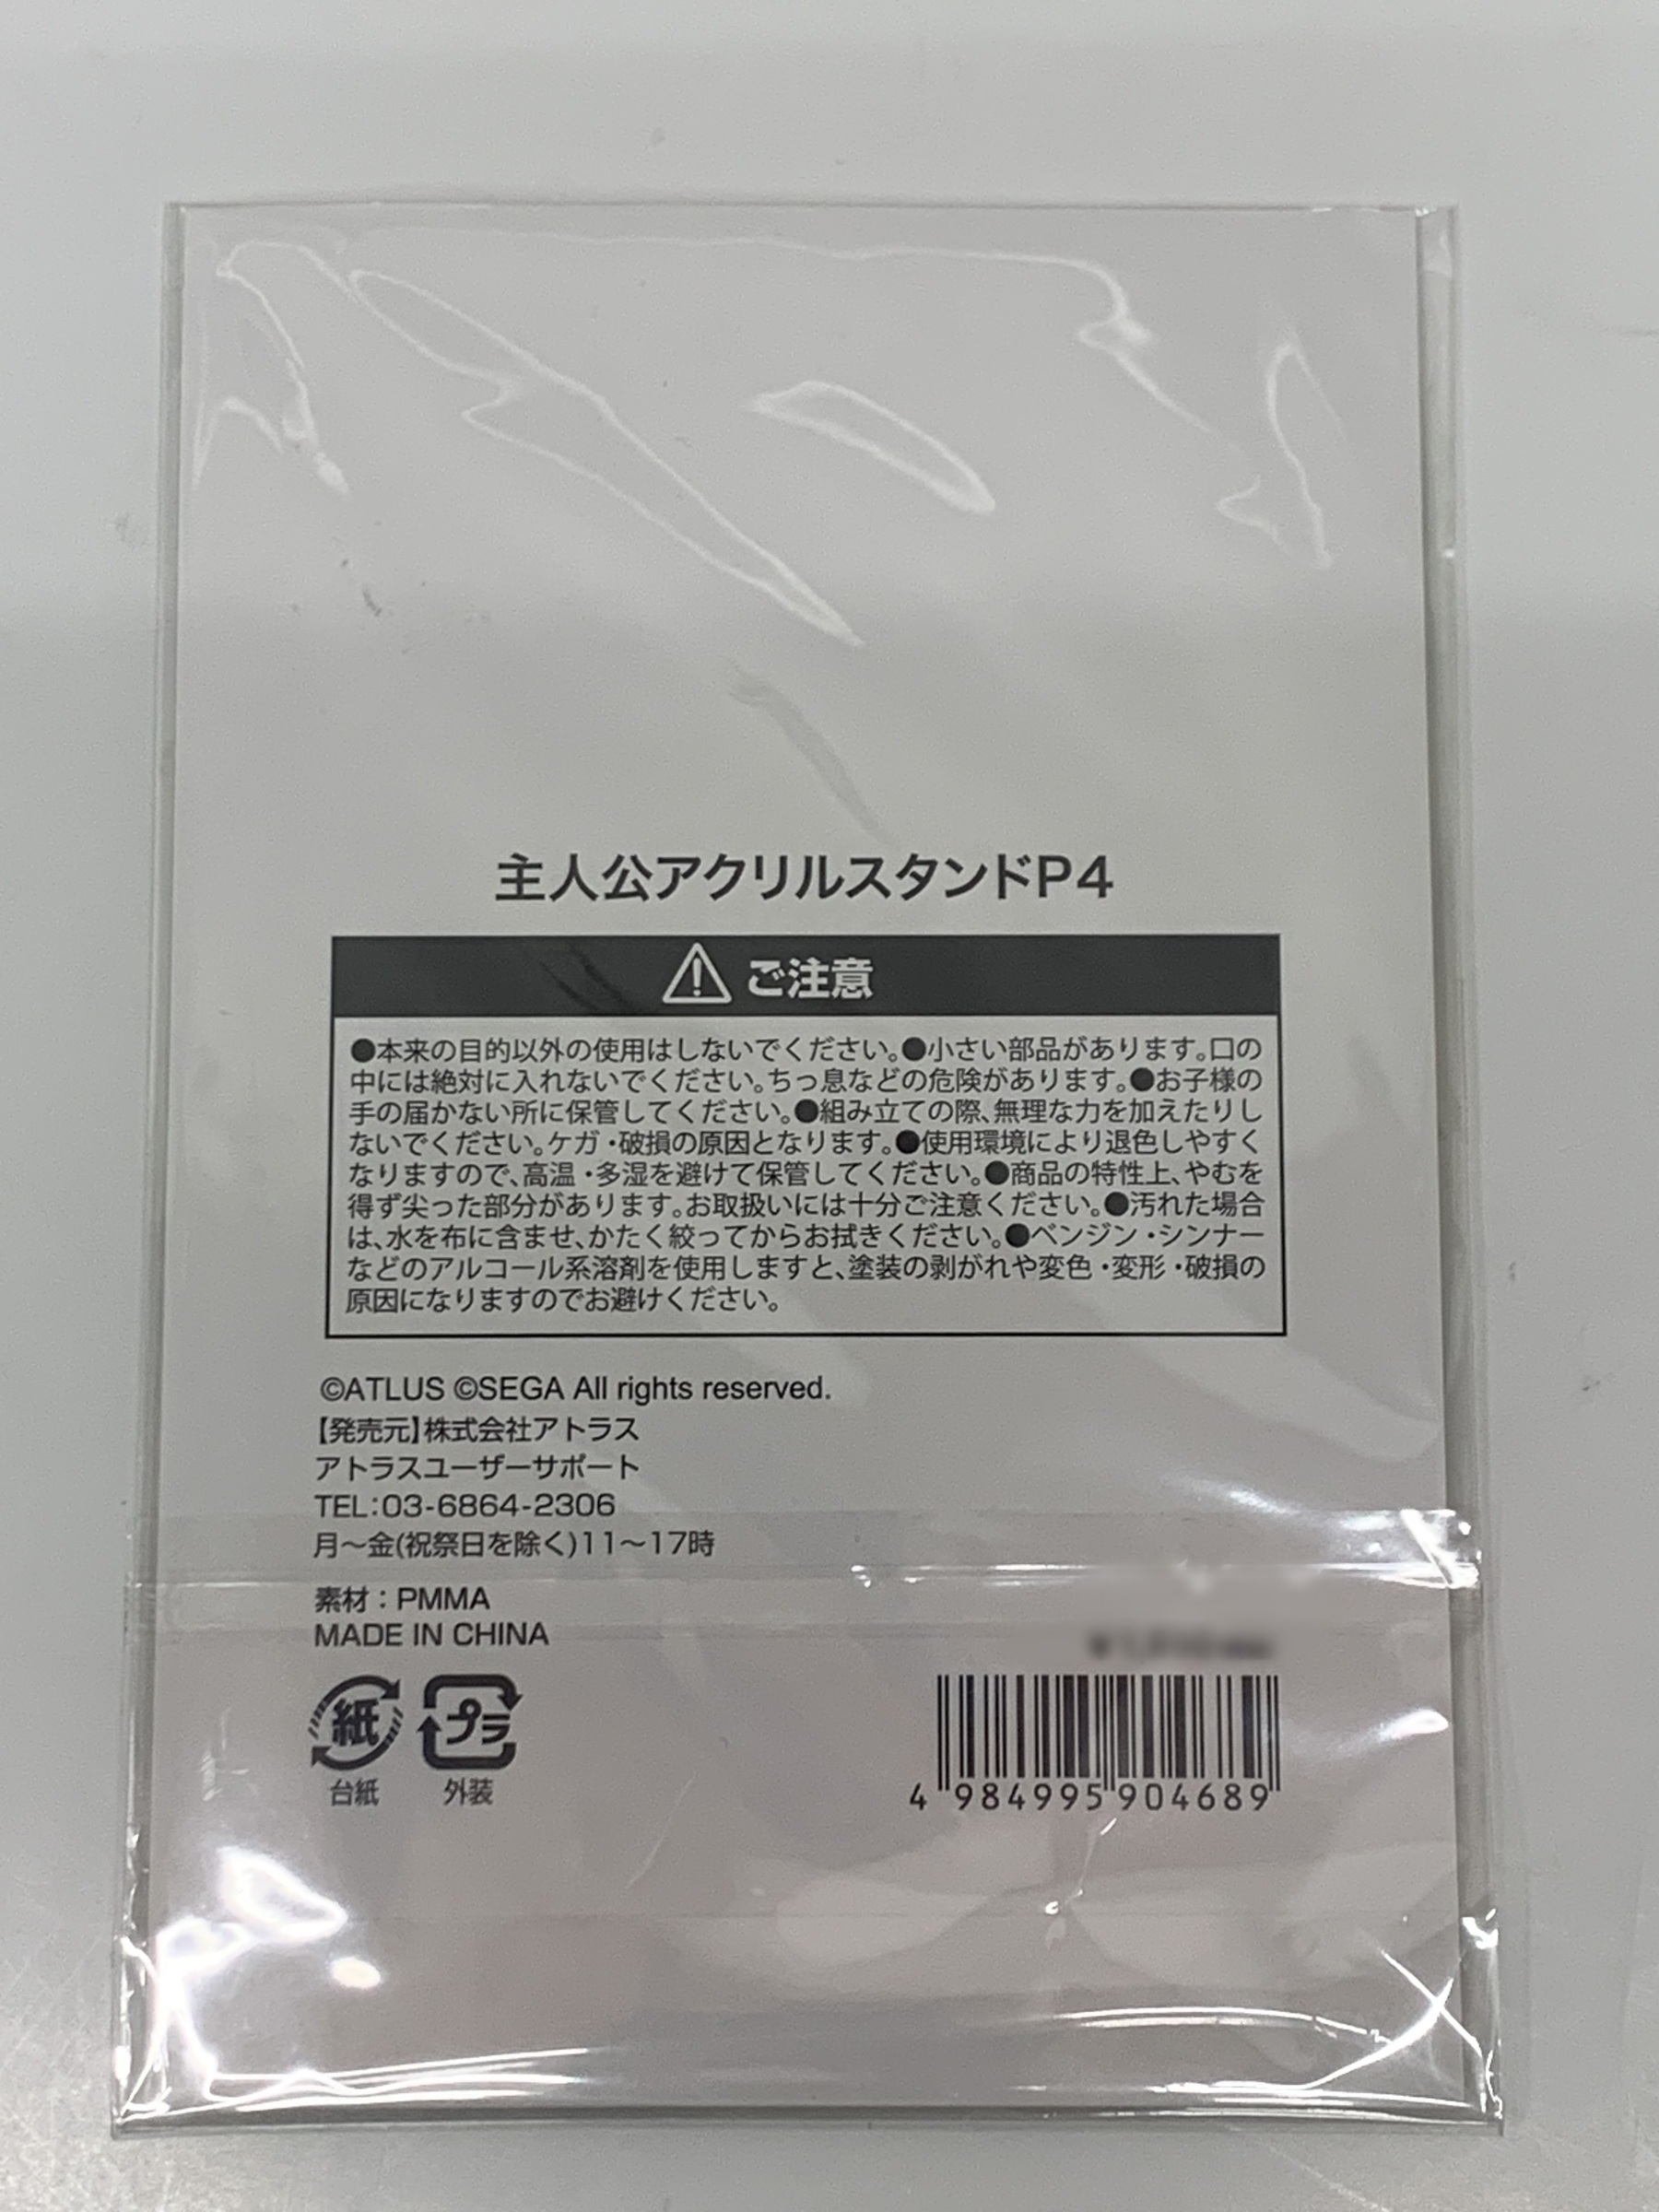 主人公アクリルスタンドP4
ご注意
●本来の目的以外の使用はしないでください。●小さい部品があります。口の
中には絶対に入れないでください。ちっ息などの危険があります。●お子様の
手の届かない所に保管してください。●組み立ての際、無理な力を加えたりし
ないでください。ケガ・破損の原因となります。●使用環境により退色しやすく
なりますので、高温・多湿を避けて保管してください。●商品の特性上、やむを
得ず尖った部分があります。お取扱いには十分ご注意ください。●汚れた場合
は、水を布に含ませ、かたく絞ってからお拭きください。●ベンジン・シンナー
などのアルコール系溶剤を使用しますと、塗装の剥がれや変色・変形・破損の
原因になりますのでお避けください。
©ATLUS ©SEGA All rights reserved.
【発売元】株式会社アトラス
アトラスユーザーサポート
TEL:03-6864-2306
月〜金(祝祭日を除く)11〜17時
素材：PMMA
MADE IN CHINA
紙 プラ
台紙 外装
4 984995 904689